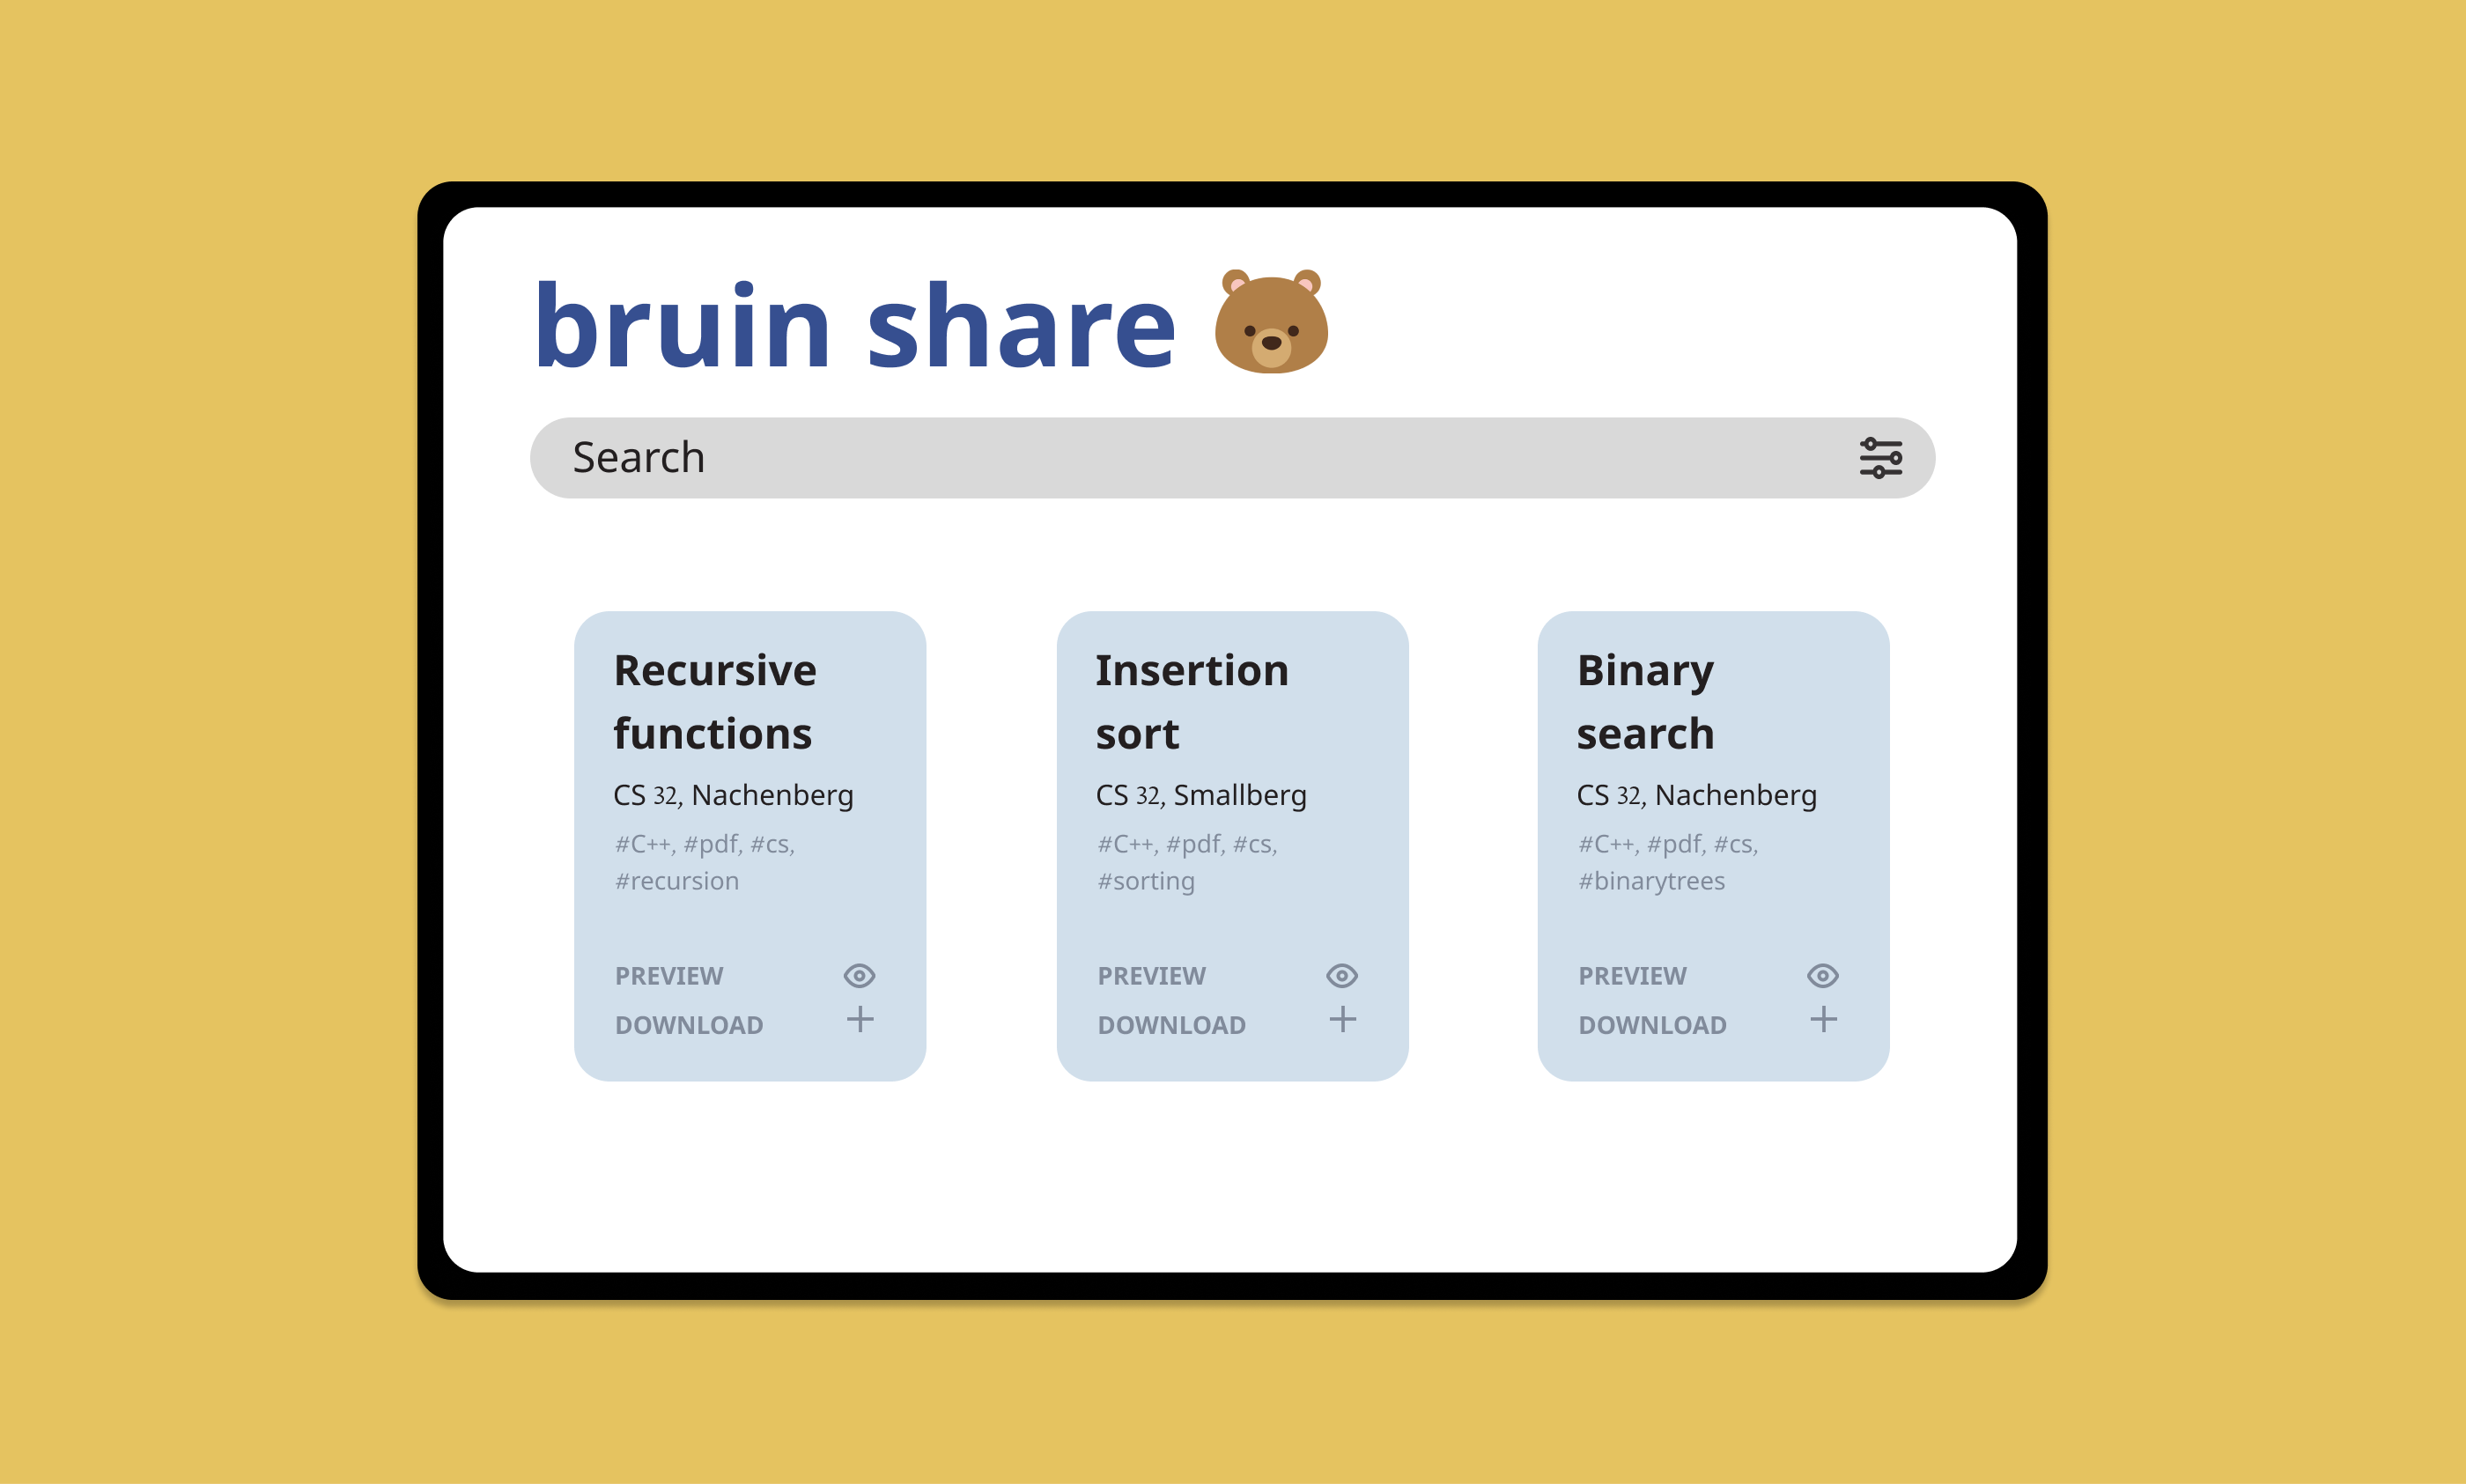 bruin share
Search
Recursive
functions
CS 32, Nachenberg
#C++, #pdf, #cs,
#recursion
PREVIEW
DOWNLOAD
Insertion
sort
CS 32, Smallberg
#C++, #pdf, #cs,
#sorting
PREVIEW
DOWNLOAD
Binary
search
CS 32, Nachenberg
#C++, #pdf, #cs,
#binarytrees
PREVIEW
DOWNLOAD